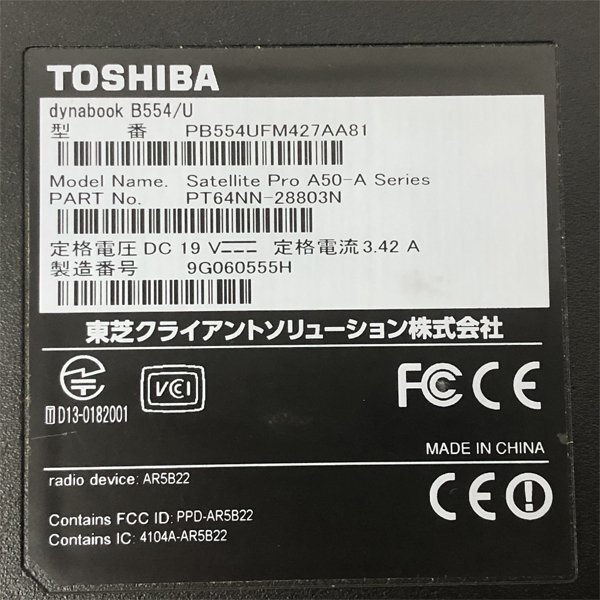 TOSHIBA
dynabook B554/U
型 番 PB554UFM427AA81
Model Name. Satellite Pro A50-A Series
PART No. PT64NN-28803N
定格電圧 DC 19 V 定格電流 3.42 A
製造番号 9G060555H
東芝クライアントソリューション株式会社
VCI
FC CE
T D13-0182001
MADE IN CHINA
radio device: AR5B22
CE
Contains FCC ID: PPD-AR5B22
Contains IC: 4104A-AR5B22